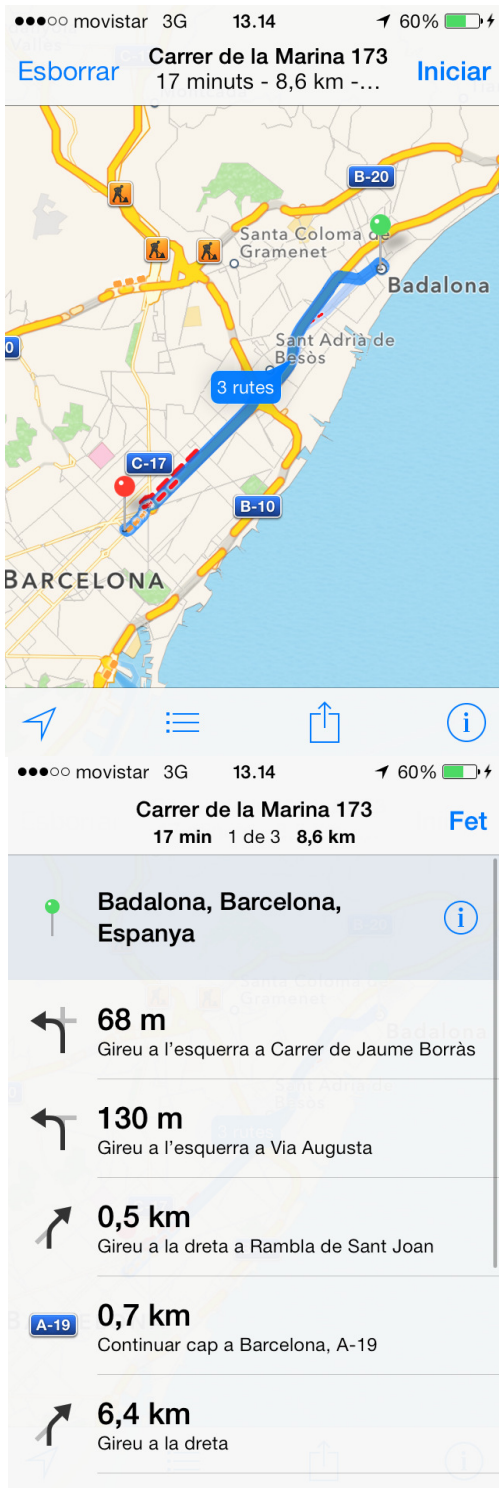 movistar 3G 13.14 60%
Esborrar
Carrer de la Marina 173
17 minuts - 8,6 km -...
Iniciar
B-20
Santa Coloma de
Gramenet
Badalona
Sant Adrià de
Besòs
0
3 rutes
C-17
B-10
BARCELONA
movistar 3G 13.14 60%
Carrer de la Marina 173
17 min 1 de 3 8,6 km
Fet
Badalona, Barcelona,
Espanya
68 m
Gireu a l'esquerra a Carrer de Jaume Borràs
130 m
Gireu a l'esquerra a Via Augusta
0,5 km
Gireu a la dreta a Rambla de Sant Joan
A-19
0,7 km
Continuar cap a Barcelona, A-19
6,4 km
Gireu a la dreta